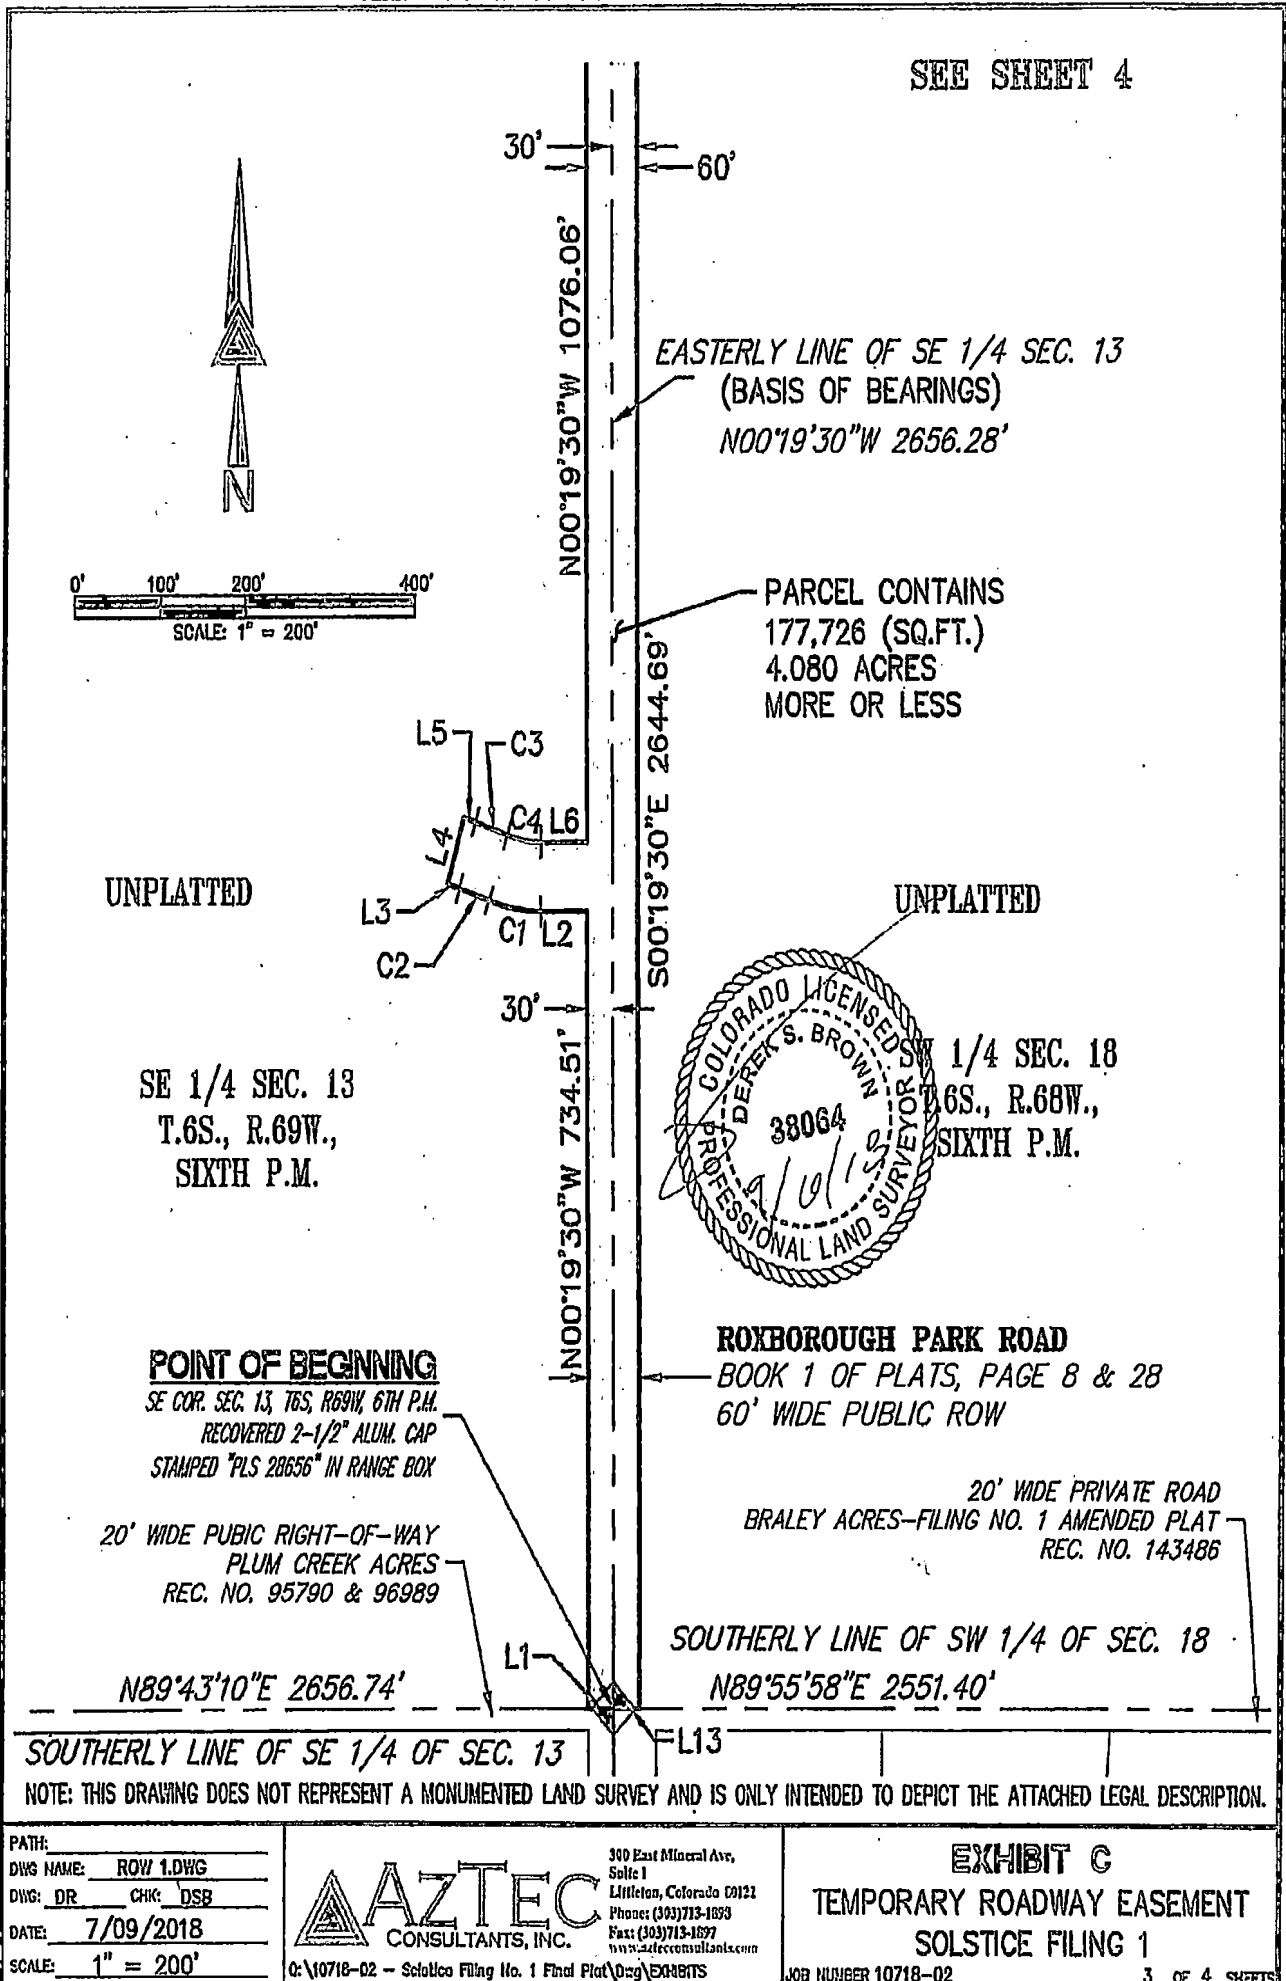 SEE SHEET 4
30'
60'
N00°19'30"W 1076.06'
EASTERLY LINE OF SE 1/4 SEC. 13
(BASIS OF BEARINGS)
N00°19'30"W 2656.28'
N
0' 100' 200' 400'
SCALE: 1" = 200'
PARCEL CONTAINS
177,726 (SQ.FT.)
4.080 ACRES
MORE OR LESS
S00°19'30"E 2644.69'
L5
C3
C4
L6
L4
L3
C1
L2
C2
UNPLATTED
UNPLATTED
30'
N00°19'30"W 734.51'
SE 1/4 SEC. 13
T.6S., R.69W.,
SIXTH P.M.
SW 1/4 SEC. 18
T.6S., R.68W.,
SIXTH P.M.
COLORADO LICENSED
PROFESSIONAL LAND SURVEYOR
DEREK S. BROWN
38064
ROXBOROUGH PARK ROAD
BOOK 1 OF PLATS, PAGE 8 & 28
60' WIDE PUBLIC ROW
POINT OF BEGINNING
SE COR. SEC. 13, T6S, R69W, 6TH P.M.
RECOVERED 2-1/2" ALUM. CAP
STAMPED "PLS 28656" IN RANGE BOX
20' WIDE PUBIC RIGHT-OF-WAY
PLUM CREEK ACRES
REC. NO. 95790 & 96989
20' WIDE PRIVATE ROAD
BRALEY ACRES-FILING NO. 1 AMENDED PLAT
REC. NO. 143486
L1
SOUTHERLY LINE OF SW 1/4 OF SEC. 18
N89°43'10"E 2656.74'
N89°55'58"E 2551.40'
L13
SOUTHERLY LINE OF SE 1/4 OF SEC. 13
NOTE: THIS DRAWING DOES NOT REPRESENT A MONUMENTED LAND SURVEY AND IS ONLY INTENDED TO DEPICT THE ATTACHED LEGAL DESCRIPTION.
PATH:
DWG NAME: ROW 1.DWG
DWG: DR CHK: DSB
DATE: 7/09/2018
SCALE: 1" = 200'
AZTEC
CONSULTANTS, INC.
300 East Mineral Ave,
Suite 1
Littleton, Colorado 80122
Phone: (303)713-1898
Fax: (303)713-1897
www.aztecconsultants.com
Q:\10718-02 - Solstice Filing No. 1 Final Plat\Dwg\EXHIBITS
EXHIBIT C
TEMPORARY ROADWAY EASEMENT
SOLSTICE FILING 1
JOB NUMBER 10718-02
3 OF 4 SHEETS